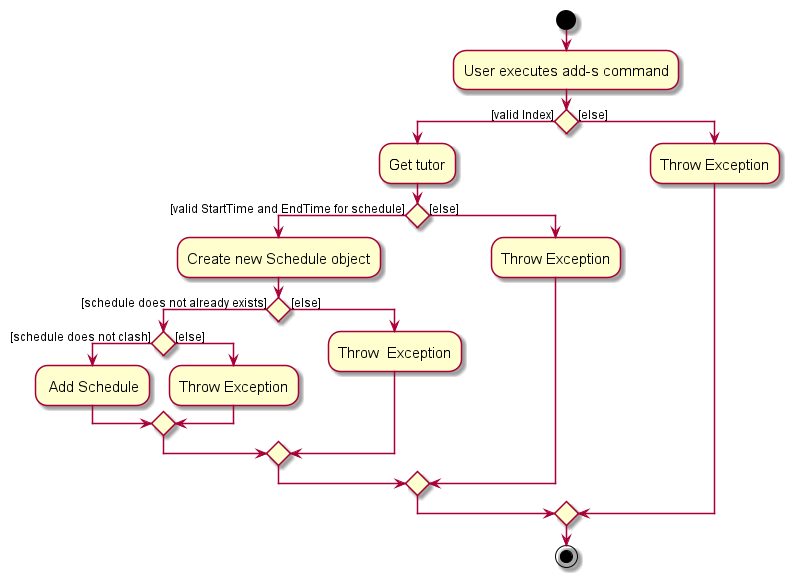 User executes add-s command
[valid Index]
[else]
Get tutor
Throw Exception
[valid StartTime and EndTime for schedule]
[else]
Create new Schedule object
Throw Exception
[schedule does not already exists]
[else]
[schedule does not clash]
[else]
Throw  Exception
Add Schedule
Throw Exception